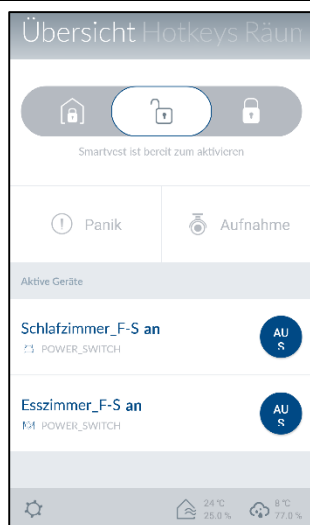 Übersicht Hotkeys Räun
Smartvest ist bereit zum aktivieren
Panik
Aufnahme
Aktive Geräte
Schlafzimmer_F-S an
AU
S
POWER_SWITCH
Esszimmer_F-S an
AU
S
POWER_SWITCH
24 °C
25.0 %
8 °C
77.0 %